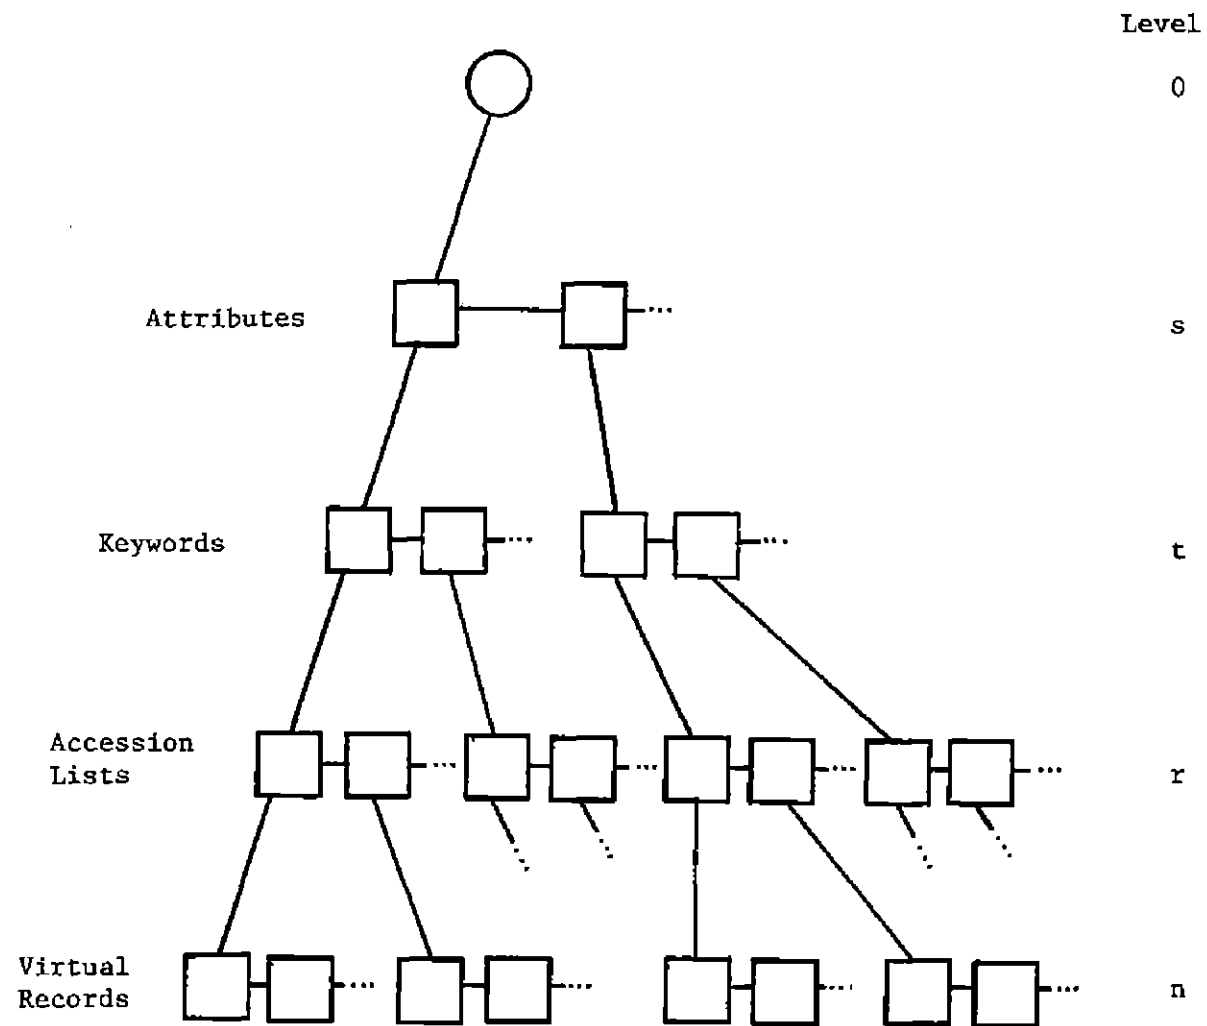 Level
0
Attributes
s
Keywords
t
Accession
Lists
r
Virtual
Records
n